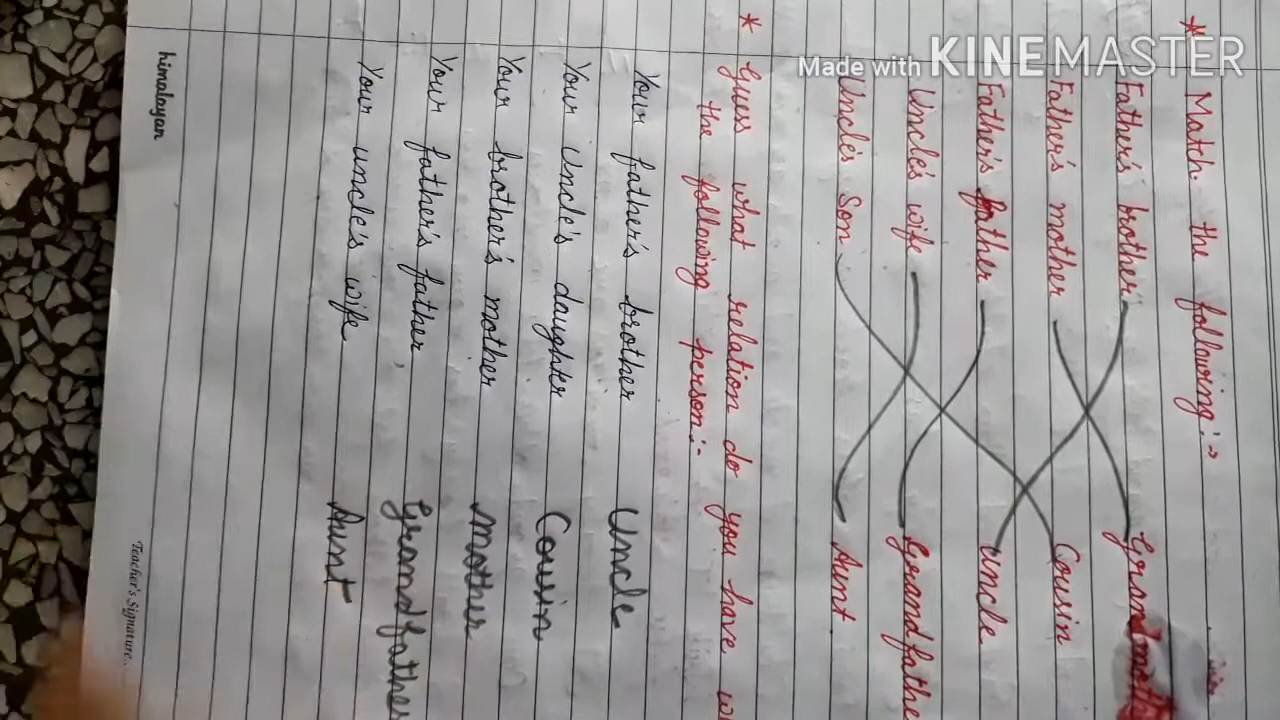 * Match the following :→
Father's brother Grandmoth
Father's mother Cousin
Father's father Uncle
Uncle's wife Grandfathe
Uncle's Son Aunt
* Guess what relation do you have w
the following person:-
Your father's brother Uncle
Your Uncle's daughter Cousin
Your brother's mother mother
Your father's father Grandfather
Your uncle's wife Aunt
himalayan
Teacher's Signature..
Made with KINEMASTER